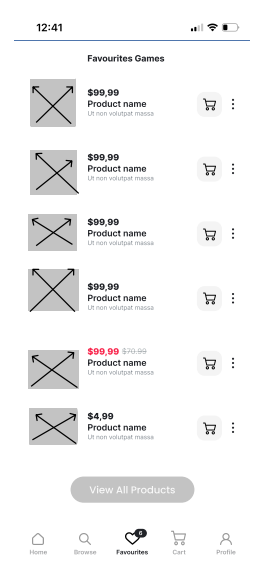 12:41
Favourites Games
$99,99
Product name
Ut non volutpat massa
$99,99
Product name
Ut non volutpat massa
$99,99
Product name
Ut non volutpat massa
$99,99
Product name
Ut non volutpat massa
$99,99 $79,99
Product name
Ut non volutpat massa
$4,99
Product name
Ut non volutpat massa
View All Products
6
Home Browse Favourites Cart Profile